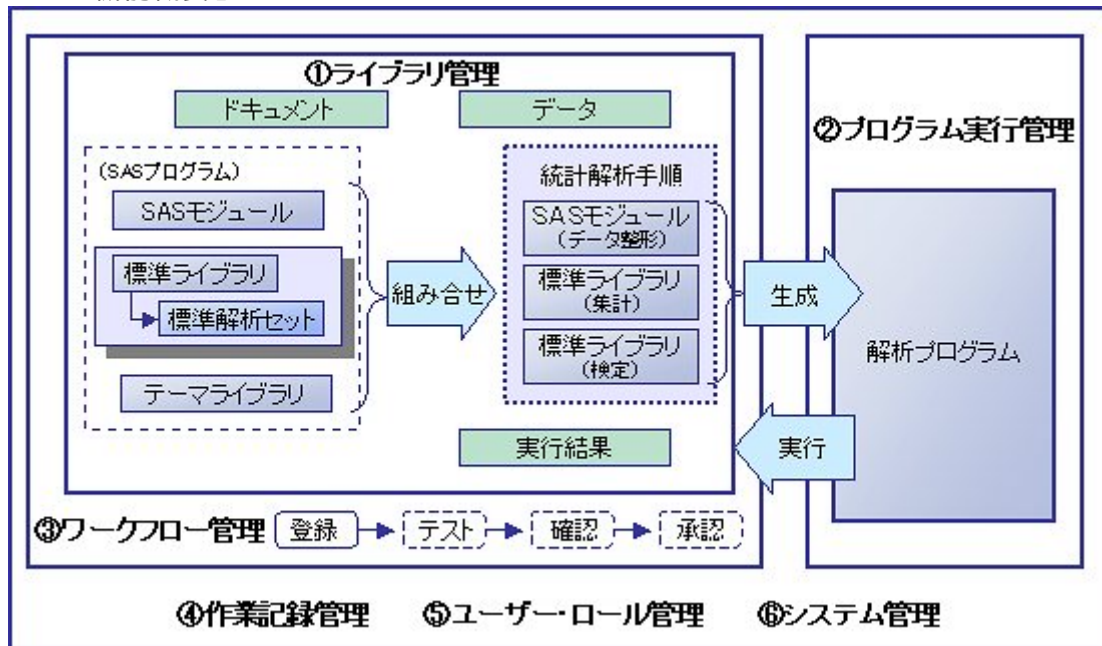 ①ライブラリ管理
ドキュメント
データ
(SASプログラム)
SASモジュール
標準ライブラリ
標準解析セット
テーマライブラリ
組み合せ
統計解析手順
SASモジュール
(データ整形)
標準ライブラリ
(集計)
標準ライブラリ
(検定)
実行結果
生成
実行
②プログラム実行管理
解析プログラム
③ワークフロー管理 登録 テスト 確認 承認
④作業記録管理 ⑤ユーザー・ロール管理 ⑥システム管理